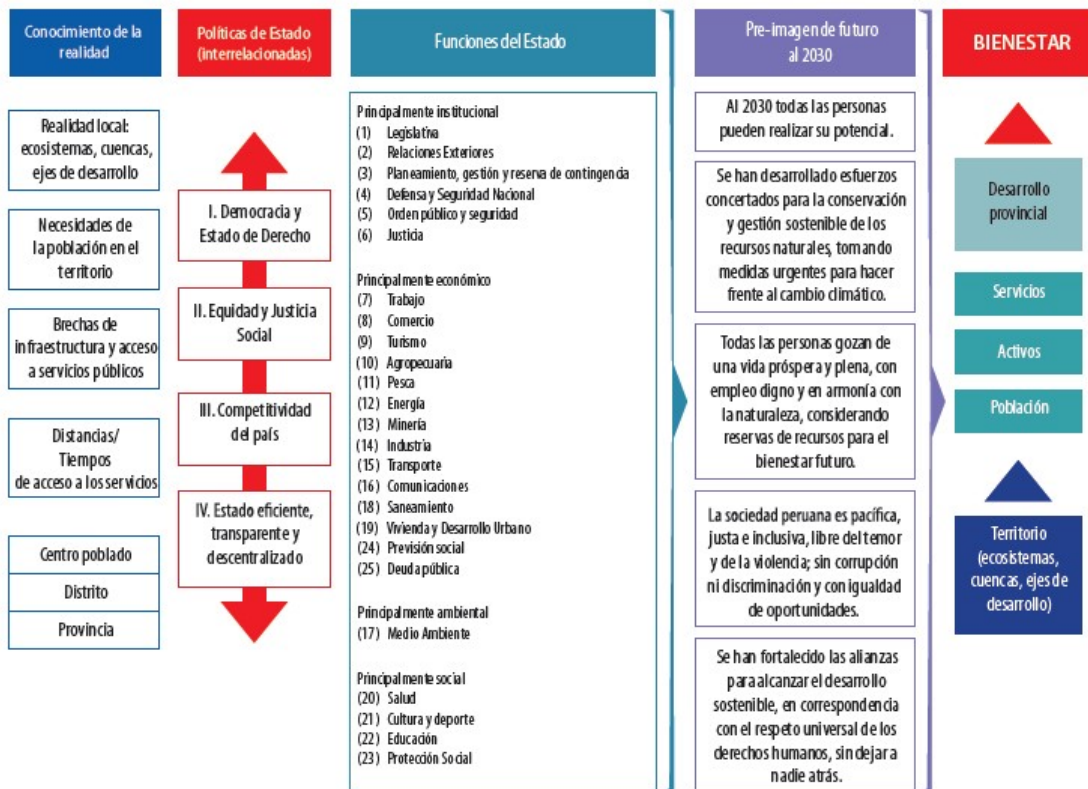 Conocimiento de la
realidad
Realidad local:
ecosistemas, cuencas,
ejes de desarrollo
Necesidades de
la población en el
territorio
Brechas de
infraestructura y acceso
a servicios públicos
Distancias/
Tiempos
de acceso a los servicios
Centro poblado
Distrito
Provincia
Políticas de Estado
(interrelacionadas)
I. Democracia y
Estado de Derecho
II. Equidad y Justicia
Social
III. Competitividad
del país
IV. Estado eficiente,
transparente y
descentralizado
Funciones del Estado
Principalmente institucional
(1) Legislativa
(2) Relaciones Exteriores
(3) Planeamiento, gestión y reserva de contingencia
(4) Defensa y Seguridad Nacional
(5) Orden público y seguridad
(6) Justicia
Principalmente económico
(7) Trabajo
(8) Comercio
(9) Turismo
(10) Agropecuaria
(11) Pesca
(12) Energía
(13) Minería
(14) Industria
(15) Transporte
(16) Comunicaciones
(18) Saneamiento
(19) Vivienda y Desarrollo Urbano
(24) Previsión social
(25) Deuda pública
Principalmente ambiental
(17) Medio Ambiente
Principalmente social
(20) Salud
(21) Cultura y deporte
(22) Educación
(23) Protección Social
Pre-imagen de futuro
al 2030
Al 2030 todas las personas
pueden realizar su potencial.
Se han desarrollado esfuerzos
concertados para la conservación
y gestión sostenible de los
recursos naturales, tomando
medidas urgentes para hacer
frente al cambio climático.
Todas las personas gozan de
una vida próspera y plena, con
empleo digno y en armonía con
la naturaleza, considerando
reservas de recursos para el
bienestar futuro.
La sociedad peruana es pacífica,
justa e inclusiva, libre del temor
y de la violencia; sin corrupción
ni discriminación y con igualdad
de oportunidades.
Se han fortalecido las alianzas
para alcanzar el desarrollo
sostenible, en correspondencia
con el respeto universal de los
derechos humanos, sin dejar a
nadie atrás.
BIENESTAR
Desarrollo
provincial
Servicios
Activos
Población
Territorio
(ecosistemas,
cuencas, ejes de
desarrollo)